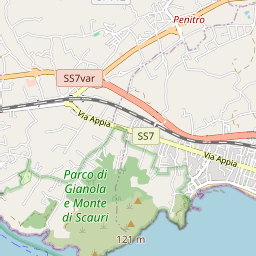 Penitro
SS7var
Via Appia
SS7
Via Appia
Parco di
Gianola
e Monte
di Scauri
121 m